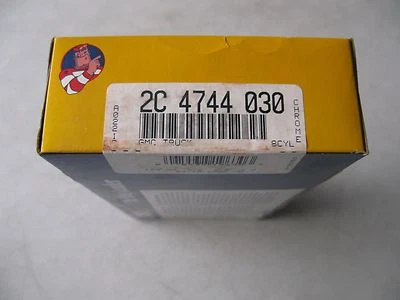 2C 4744 030
CHROME
GMC TRUCK
8CYL